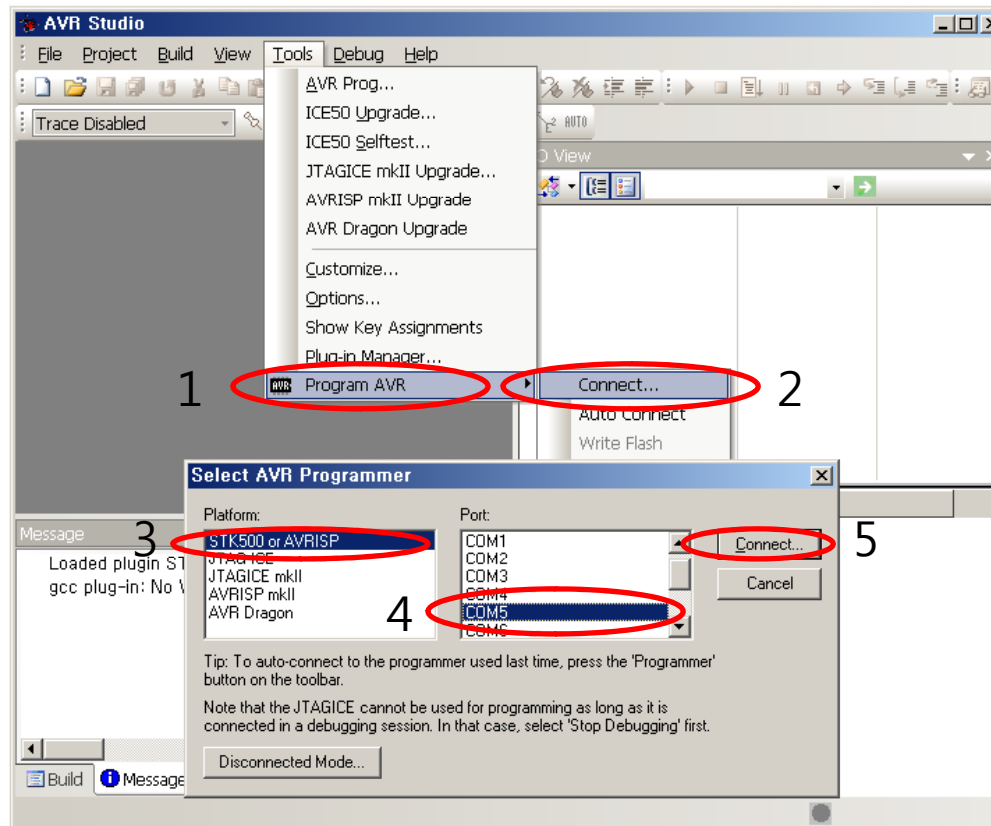 AVR Studio
File Project Build View Tools Debug Help
Trace Disabled
AUTO
View
AVR Prog...
ICE50 Upgrade...
ICE50 Selftest...
JTAGICE mkII Upgrade...
AVRISP mkII Upgrade
AVR Dragon Upgrade
Customize...
Options...
Show Key Assignments
Plug-in Manager...
1 AVR Program AVR
Connect... 2
Auto Connect
Write Flash
Select AVR Programmer
Platform: Port:
3
STK500 or AVRISP
JTAG ICE
JTAGICE mkII
AVRISP mkII
AVR Dragon
4
COM1
COM2
COM3
COM4
COM5
COM6
Connect... 5
Cancel
Tip: To auto-connect to the programmer used last time, press the 'Programmer'
button on the toolbar.
Note that the JTAGICE cannot be used for programming as long as it is
connected in a debugging session. In that case, select 'Stop Debugging' first.
Disconnected Mode...
Message
Loaded plugin ST
gcc plug-in: No
Build Message